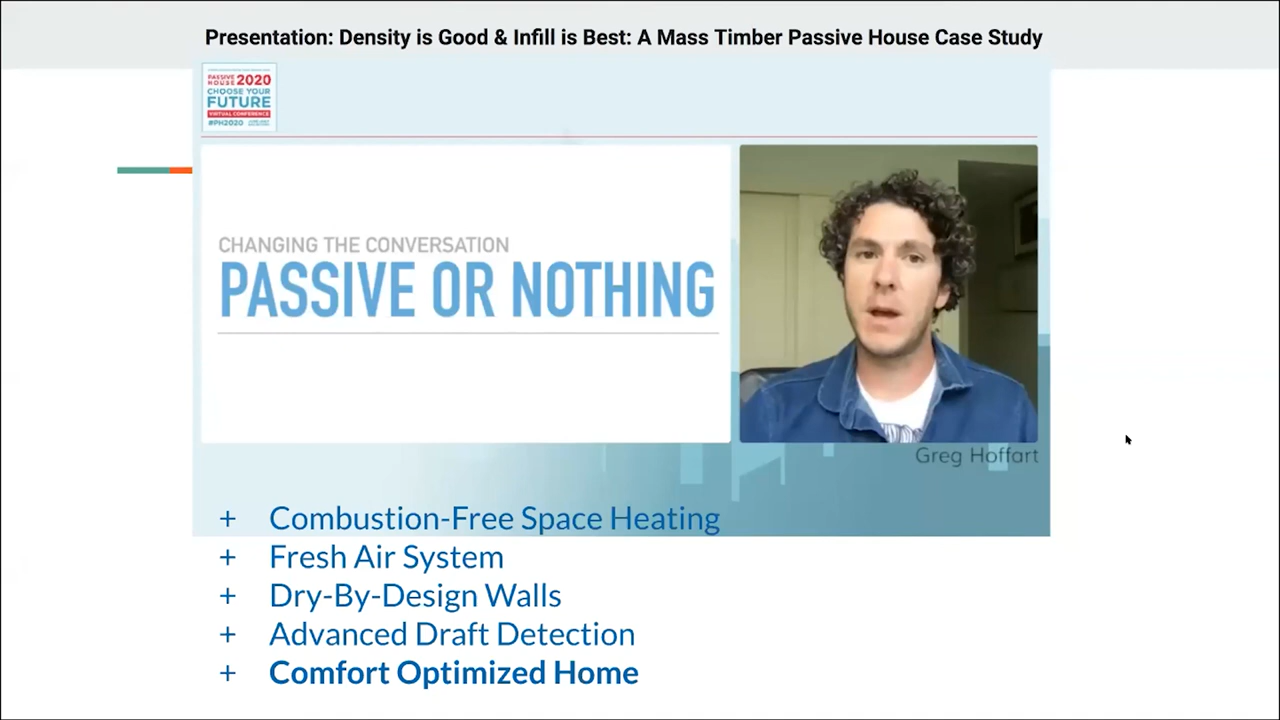 Presentation: Density is Good & Infill is Best: A Mass Timber Passive House Case Study
PASSIVE HOUSE 2020
CHOOSE YOUR
FUTURE
VIRTUAL CONFERENCE
#PH2020
CHANGING THE CONVERSATION
PASSIVE OR NOTHING
Greg Hoffart
+ Combustion-Free Space Heating
+ Fresh Air System
+ Dry-By-Design Walls
+ Advanced Draft Detection
+ Comfort Optimized Home